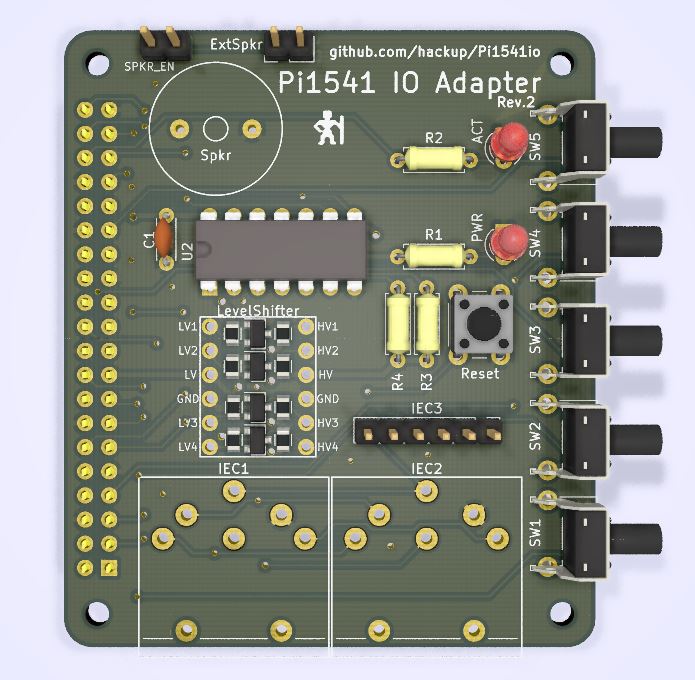 SPKR_EN
ExtSpkr
github.com/hackup/Pi1541io
Pi1541 IO Adapter
Rev.2
Spkr
R2
ACT
SW5
C1
U2
R1
PWR
SW4
LevelShifter
LV1
HV1
LV2
HV2
LV
HV
GND
GND
LV3
HV3
LV4
HV4
R4
R3
Reset
SW3
IEC3
SW2
IEC1
IEC2
SW1